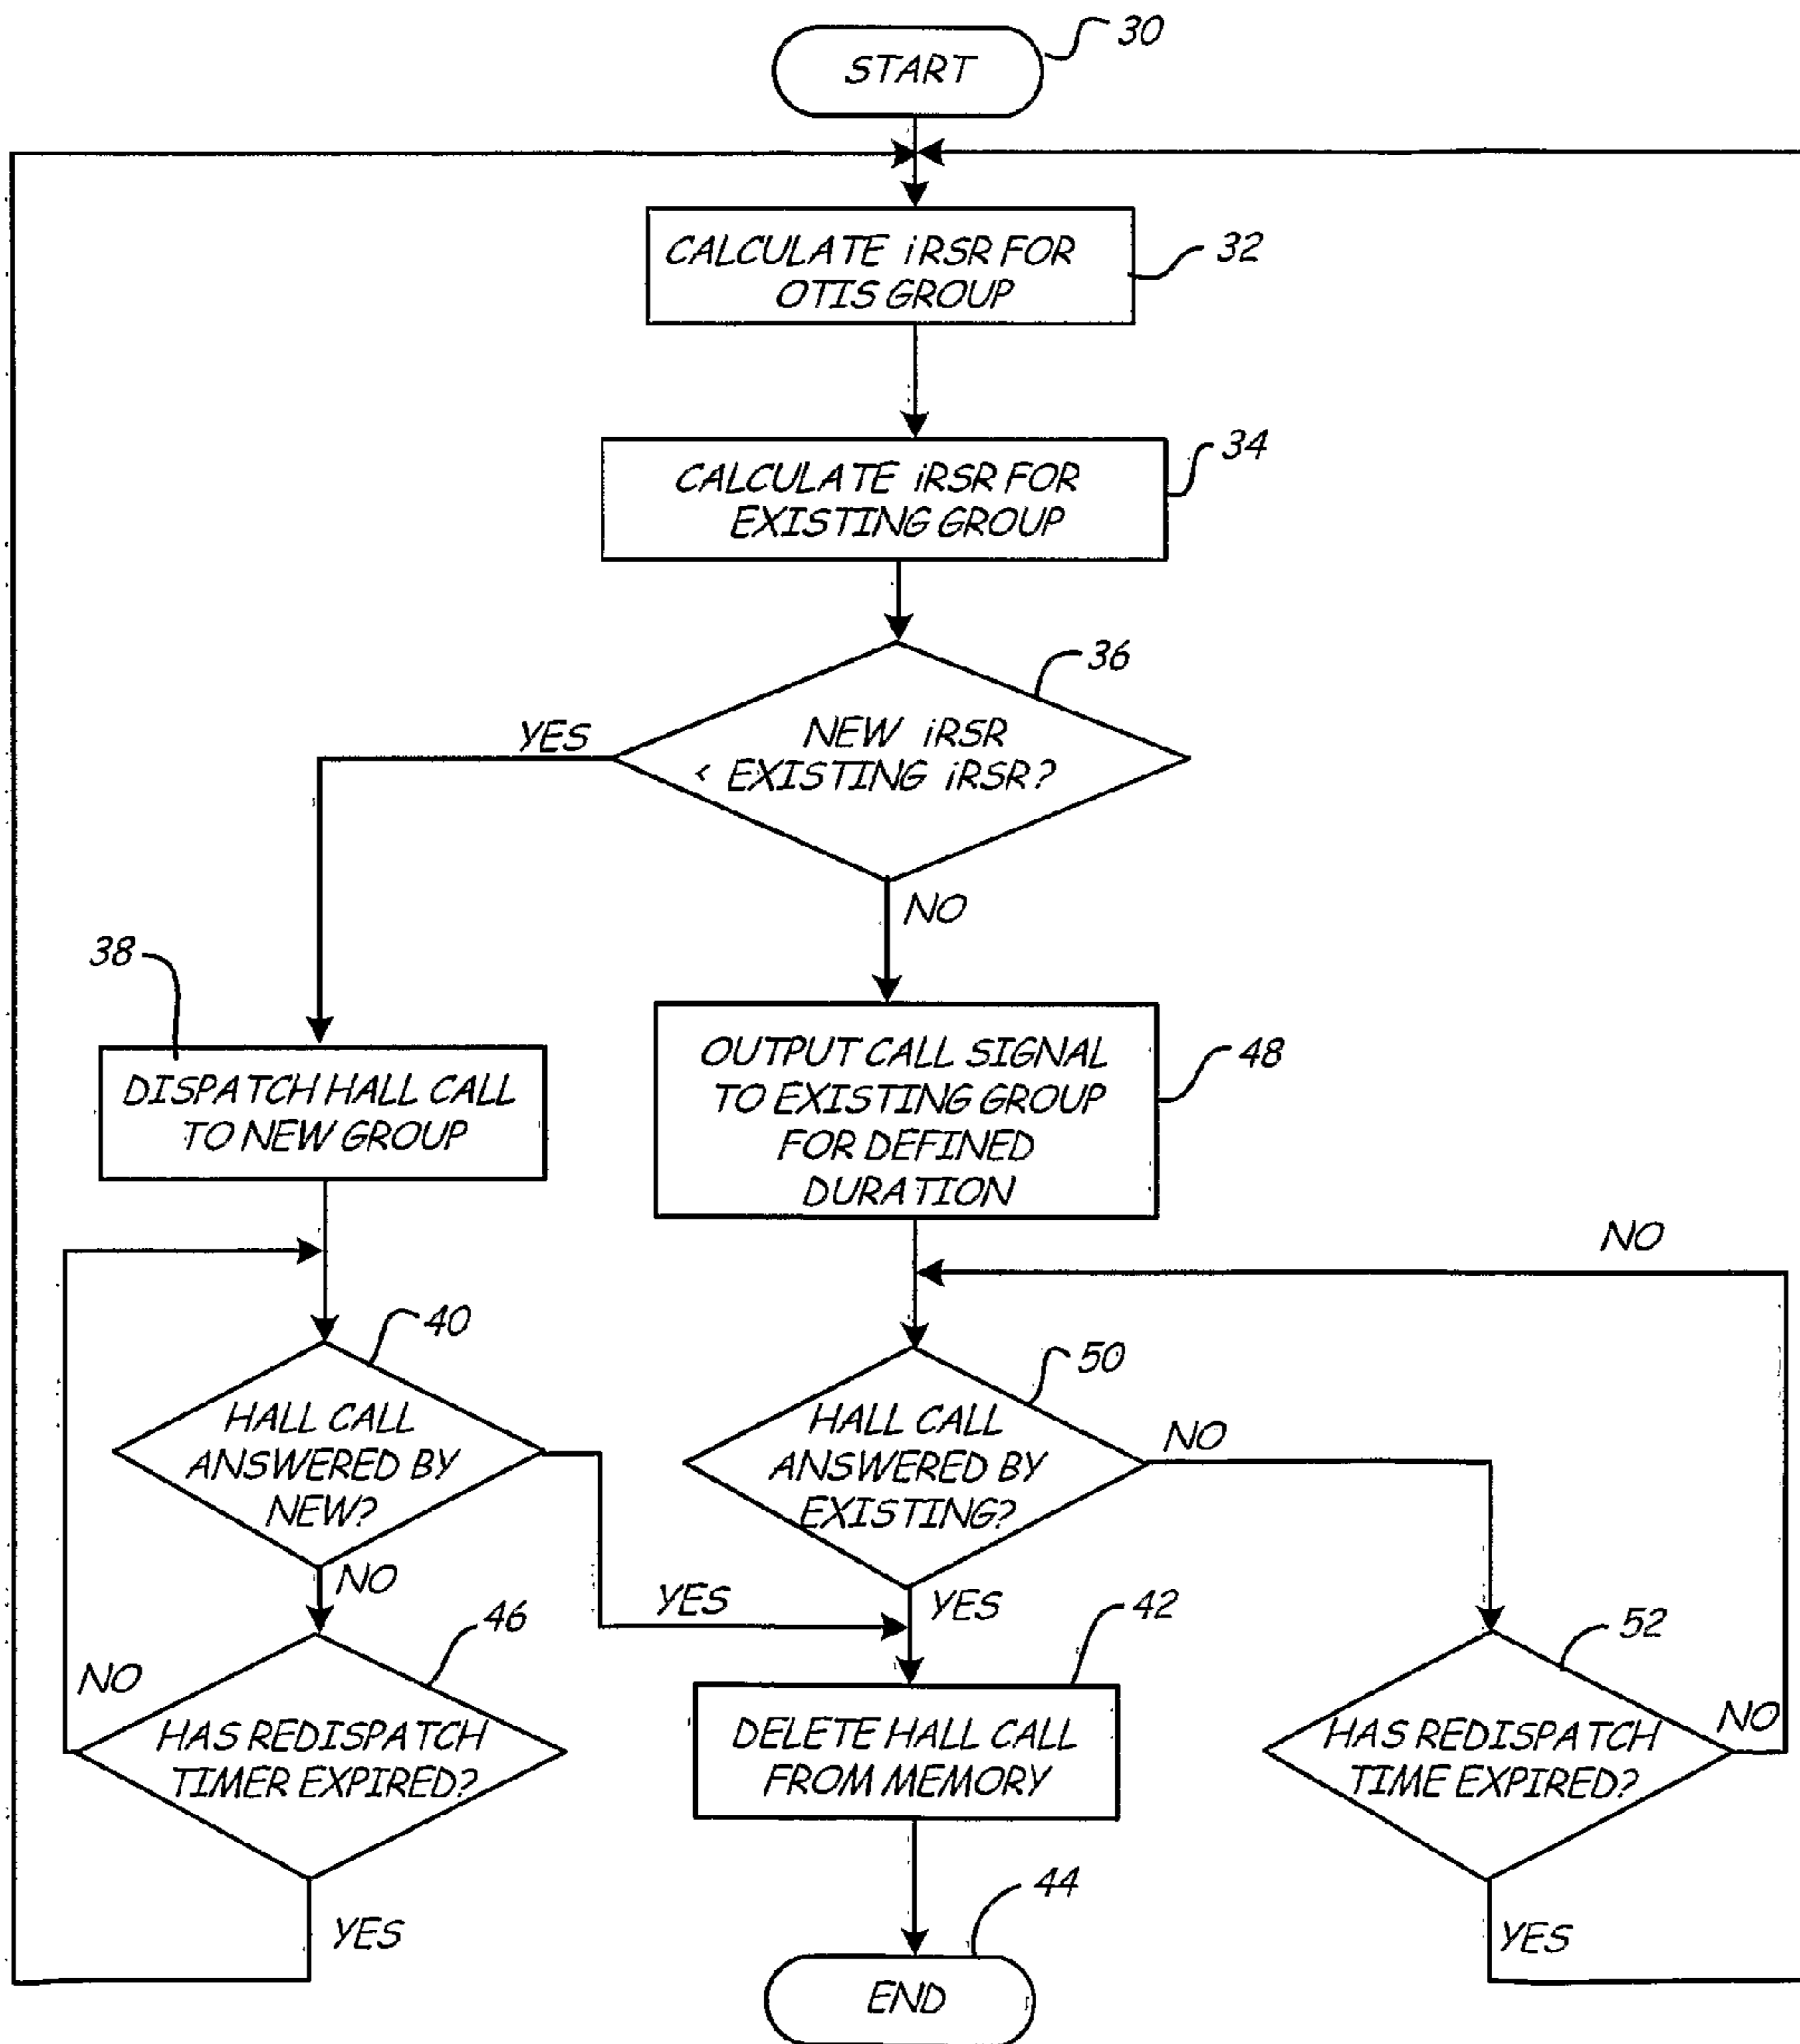 START
30
CALCULATE iRSR FOR
OTIS GROUP
32
CALCULATE iRSR FOR
EXISTING GROUP
34
36
NEW iRSR
< EXISTING iRSR?
YES
NO
38
DISPATCH HALL CALL
TO NEW GROUP
OUTPUT CALL SIGNAL
TO EXISTING GROUP
FOR DEFINED
DURATION
48
NO
40
HALL CALL
ANSWERED BY
NEW?
50
HALL CALL
ANSWERED BY
EXISTING?
NO
NO
YES
YES
42
46
NO
HAS REDISPATCH
TIMER EXPIRED?
DELETE HALL CALL
FROM MEMORY
52
HAS REDISPATCH
TIME EXPIRED?
NO
YES
44
YES
END